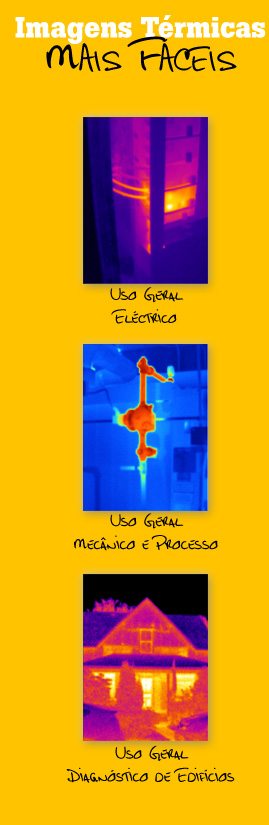 Imagens Térmicas
Mais Fáceis
Uso Geral
Eléctrico
Uso Geral
Mecânico e Processo
Uso Geral
Diagnóstico de Edifícios